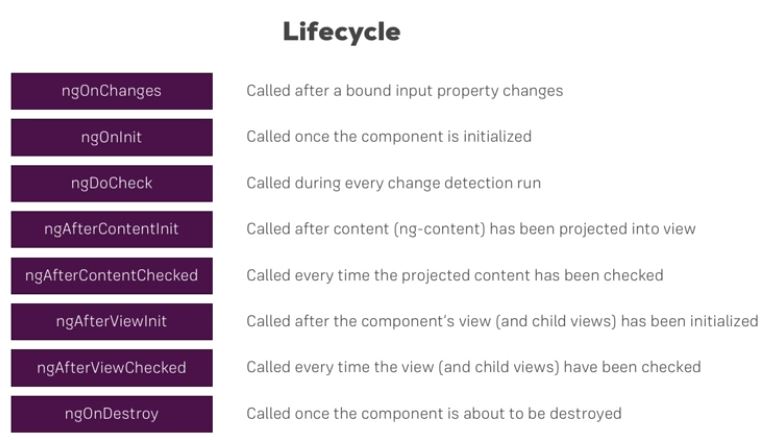 Lifecycle
ngOnChanges Called after a bound input property changes
ngOnInit Called once the component is initialized
ngDoCheck Called during every change detection run
ngAfterContentInit Called after content (ng-content) has been projected into view
ngAfterContentChecked Called every time the projected content has been checked
ngAfterViewInit Called after the component's view (and child views) has been initialized
ngAfterViewChecked Called every time the view (and child views) have been checked
ngOnDestroy Called once the component is about to be destroyed